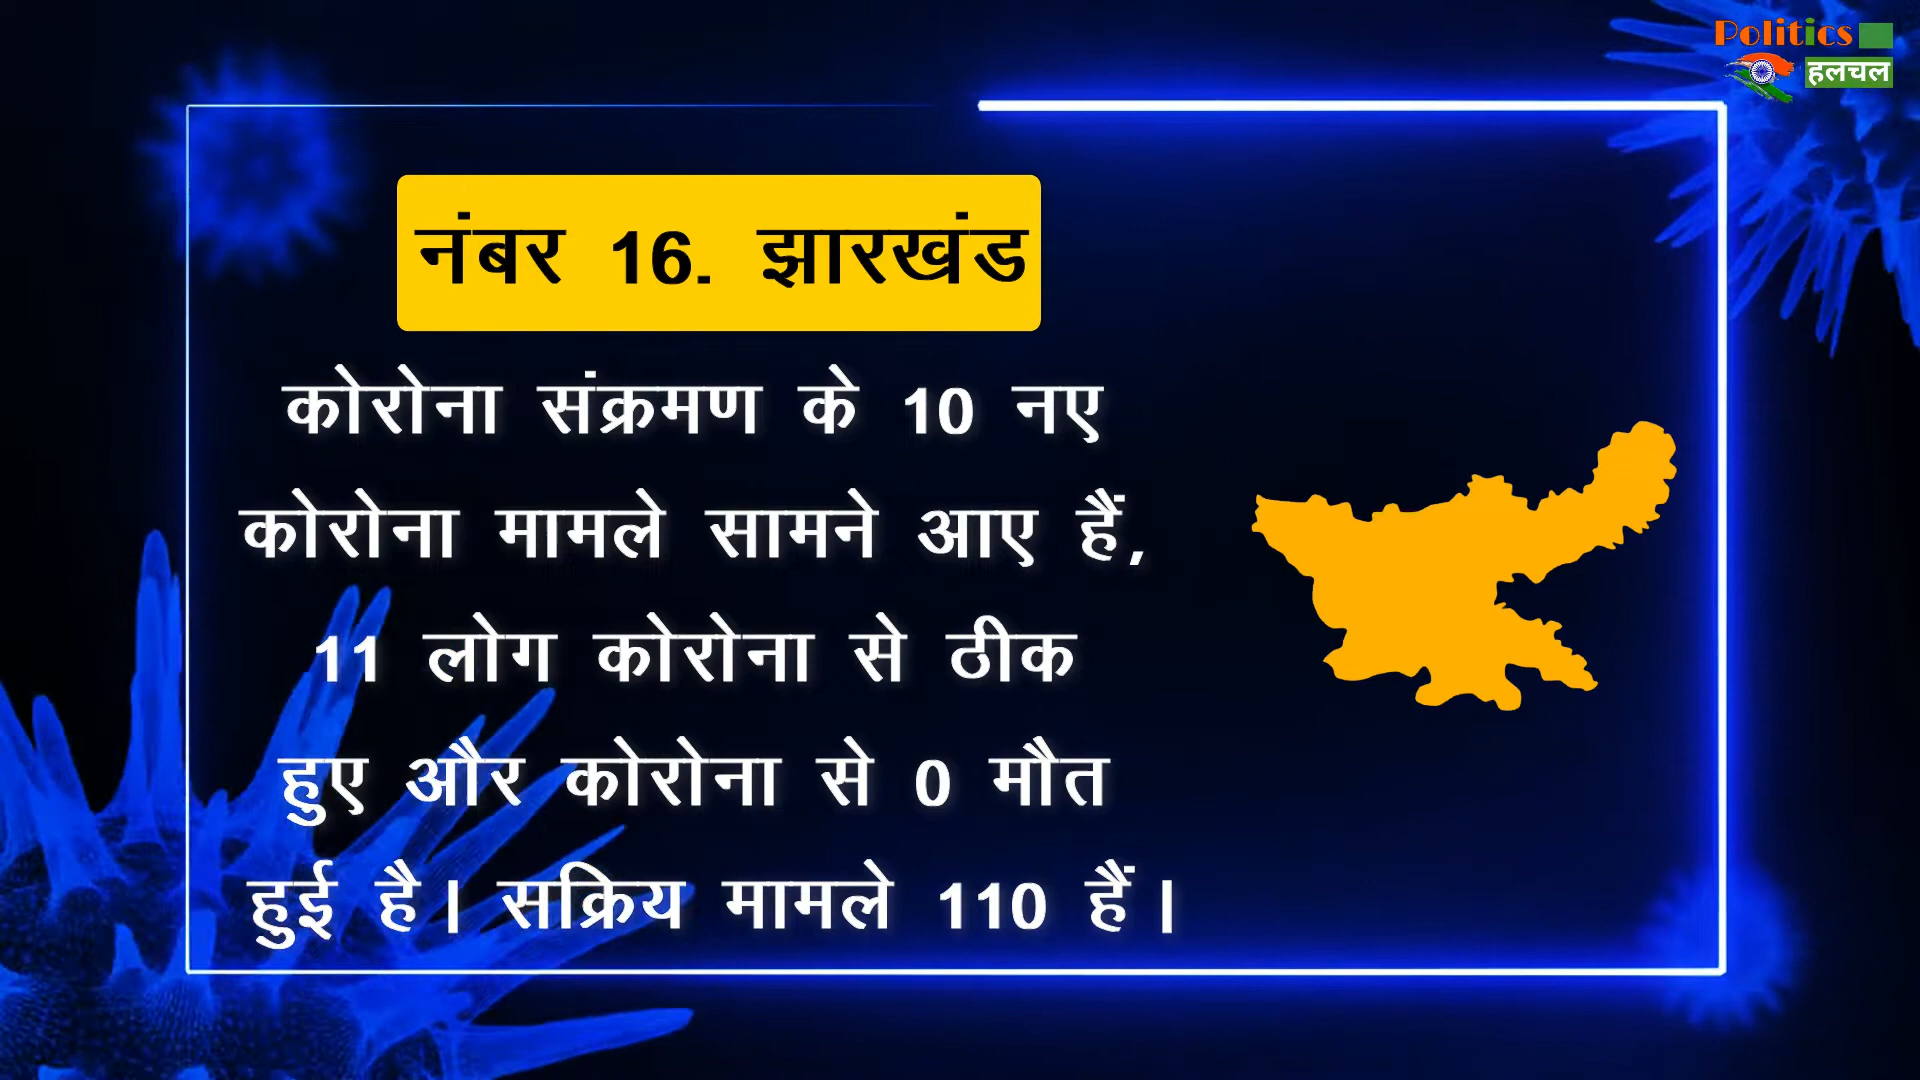 Politics
हलचल
नंबर 16. झारखंड
कोरोना संक्रमण के 10 नए
कोरोना मामले सामने आए हैं,
11 लोग कोरोना से ठीक
हुए और कोरोना से 0 मौत
हुई है। सक्रिय मामले 110 हैं।